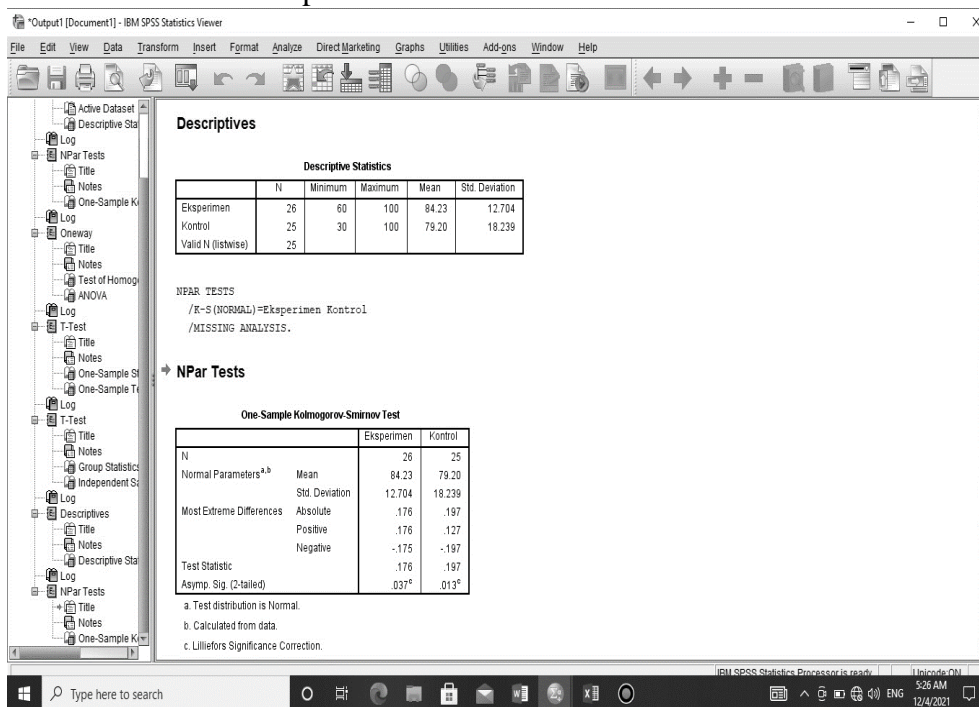 *Output1 [Document1] - IBM SPSS Statistics Viewer
File Edit View Data Transform Insert Format Analyze Direct Marketing Graphs Utilities Add-ons Window Help
Active Dataset
Descriptive Sta
Log
NPar Tests
Title
Notes
One-Sample Ko
Log
Oneway
Title
Notes
Test of Homog
ANOVA
Log
T-Test
Title
Notes
One-Sample St
One-Sample Te
Log
T-Test
Title
Notes
Group Statistics
Independent Sa
Log
Descriptives
Title
Notes
Descriptive Sta
Log
NPar Tests
Title
Notes
One-Sample Ko
Descriptives
Descriptive Statistics
N Minimum Maximum Mean Std. Deviation
Eksperimen 26 60 100 84.23 12.704
Kontrol 25 30 100 79.20 18.239
Valid N (listwise) 25
NPAR TESTS
/K-S(NORMAL)=Eksperimen Kontrol
/MISSING ANALYSIS.
NPar Tests
One-Sample Kolmogorov-Smirnov Test
Eksperimen Kontrol
N 26 25
Normal Parameters a,b Mean 84.23 79.20
Std. Deviation 12.704 18.239
Most Extreme Differences Absolute .176 .197
Positive .176 .127
Negative -.175 -.197
Test Statistic .176 .197
Asymp. Sig. (2-tailed) .037c .013c
a. Test distribution is Normal.
b. Calculated from data.
c. Lilliefors Significance Correction.
IBM SPSS Statistics Processor is ready Unicode:ON
Type here to search
ENG
5:26 AM
12/4/2021